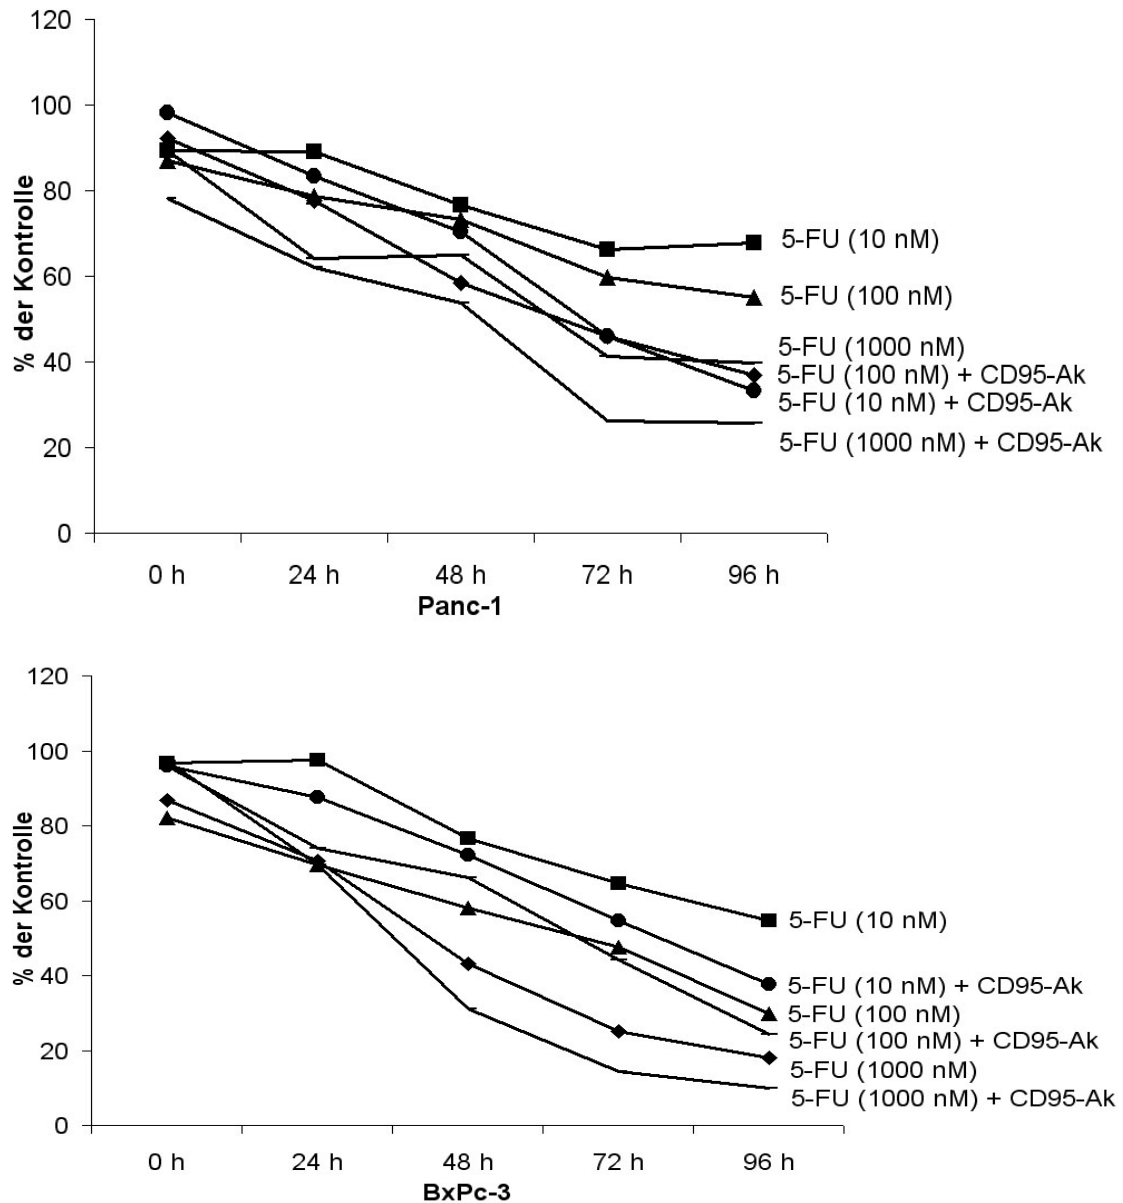 120
100
80
60
40
20
0
% der Kontrolle
5-FU (10 nM)
5-FU (100 nM)
5-FU (1000 nM)
5-FU (100 nM) + CD95-Ak
5-FU (10 nM) + CD95-Ak
5-FU (1000 nM) + CD95-Ak
0 h 24 h 48 h 72 h 96 h
Panc-1
120
100
80
60
40
20
0
% der Kontrolle
5-FU (10 nM)
5-FU (10 nM) + CD95-Ak
5-FU (100 nM)
5-FU (100 nM) + CD95-Ak
5-FU (1000 nM)
5-FU (1000 nM) + CD95-Ak
0 h 24 h 48 h 72 h 96 h
BxPc-3